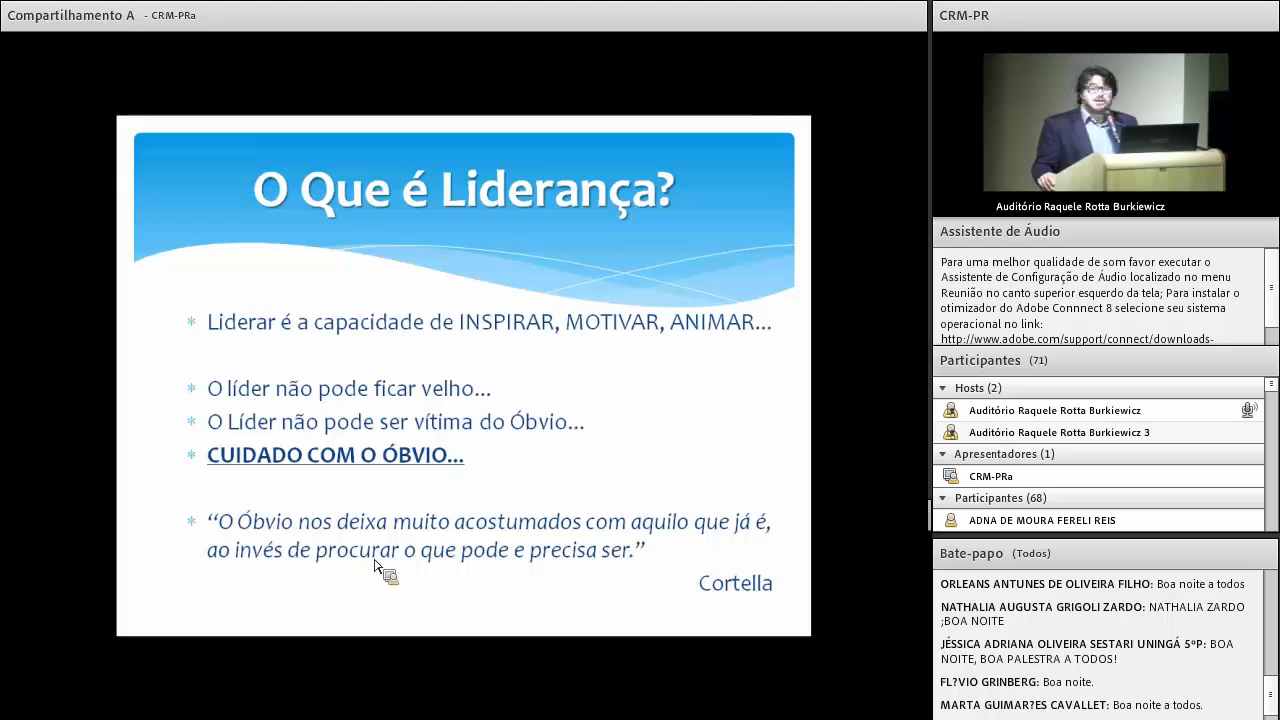 Compartilhamento A - CRM-PRa
O Que é Liderança?
* Liderar é a capacidade de INSPIRAR, MOTIVAR, ANIMAR...
* O líder não pode ficar velho...
* O Líder não pode ser vítima do Óbvio...
* CUIDADO COM O ÓBVIO...
* “O Óbvio nos deixa muito acostumados com aquilo que já é,
ao invés de procurar o que pode e precisa ser.”
Cortella
CRM-PR
Auditório Raquele Rotta Burkiewicz
Assistente de Áudio
Para uma melhor qualidade de som favor executar o
Assistente de Configuração de Áudio localizado no menu
Reunião no canto superior esquerdo da tela; Para instalar o
otimizador do Adobe Connnect 8 selecione seu sistema
operacional no link:
http://www.adobe.com/support/connect/downloads-
Participantes (71)
Hosts (2)
Auditório Raquele Rotta Burkiewicz
Auditório Raquele Rotta Burkiewicz 3
Apresentadores (1)
CRM-PRa
Participantes (68)
ADNA DE MOURA FERELI REIS
Bate-papo (Todos)
ORLEANS ANTUNES DE OLIVEIRA FILHO: Boa noite a todos
NATHALIA AUGUSTA GRIGOLI ZARDO: NATHALIA ZARDO
;BOA NOITE
JÉSSICA ADRIANA OLIVEIRA SESTARI UNINGÁ 5ºP: BOA
NOITE, BOA PALESTRA A TODOS!
FL?VIO GRINBERG: Boa noite.
MARTA GUIMAR?ES CAVALLET: Boa noite a todos.